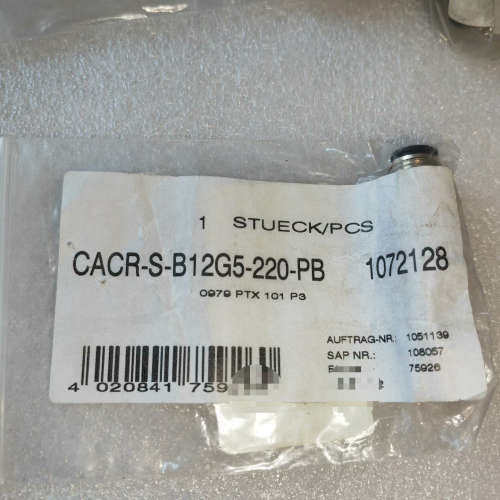 1 STUECK/PCS
CACR-S-B12G5-220-PB 1072128
0979 PTX 101 P3
AUFTRAG-NR: 1051139
SAP NR.: 108057
75926
4 020841 759